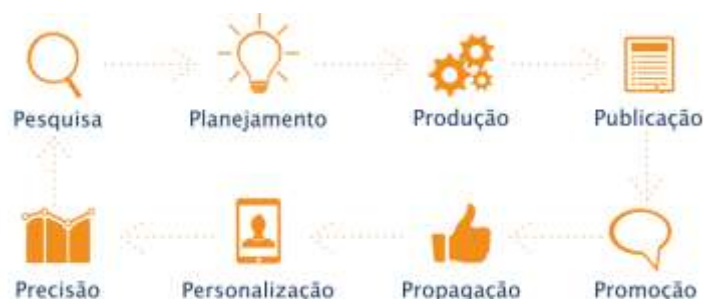 Pesquisa
Planejamento
Produção
Publicação
Precisão
Personalização
Propagação
Promoção